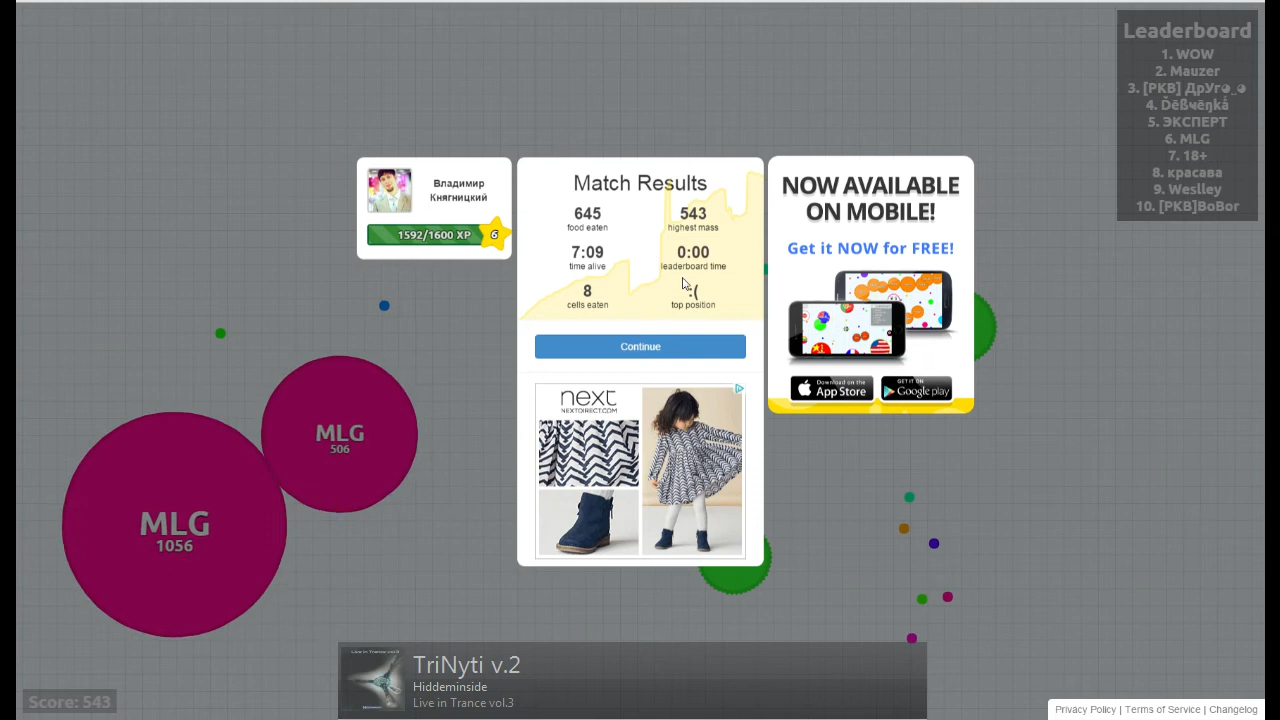 Leaderboard
1. WOW
2. Mauzer
3. [PKB] ДрУг◕‿◕
4. Ďēßчēŋkå
5. ЭКСПЕРТ
6. MLG
7. 18+
8. красава
9. Weslley
10. [PKB]BoBor
Владимир
Княгницкий
1592/1600 XP
6
Match Results
645
food eaten
543
highest mass
7:09
time alive
0:00
leaderboard time
8
cells eaten
:(
top position
Continue
next
NEXTDIRECT.COM
NOW AVAILABLE
ON MOBILE!
Get it NOW for FREE!
Download on the
App Store
GET IT ON
Google play
MLG
506
MLG
1056
TriNyti v.2
Hiddeminside
Live in Trance vol.3
Score: 543
Privacy Policy | Terms of Service | Changelog